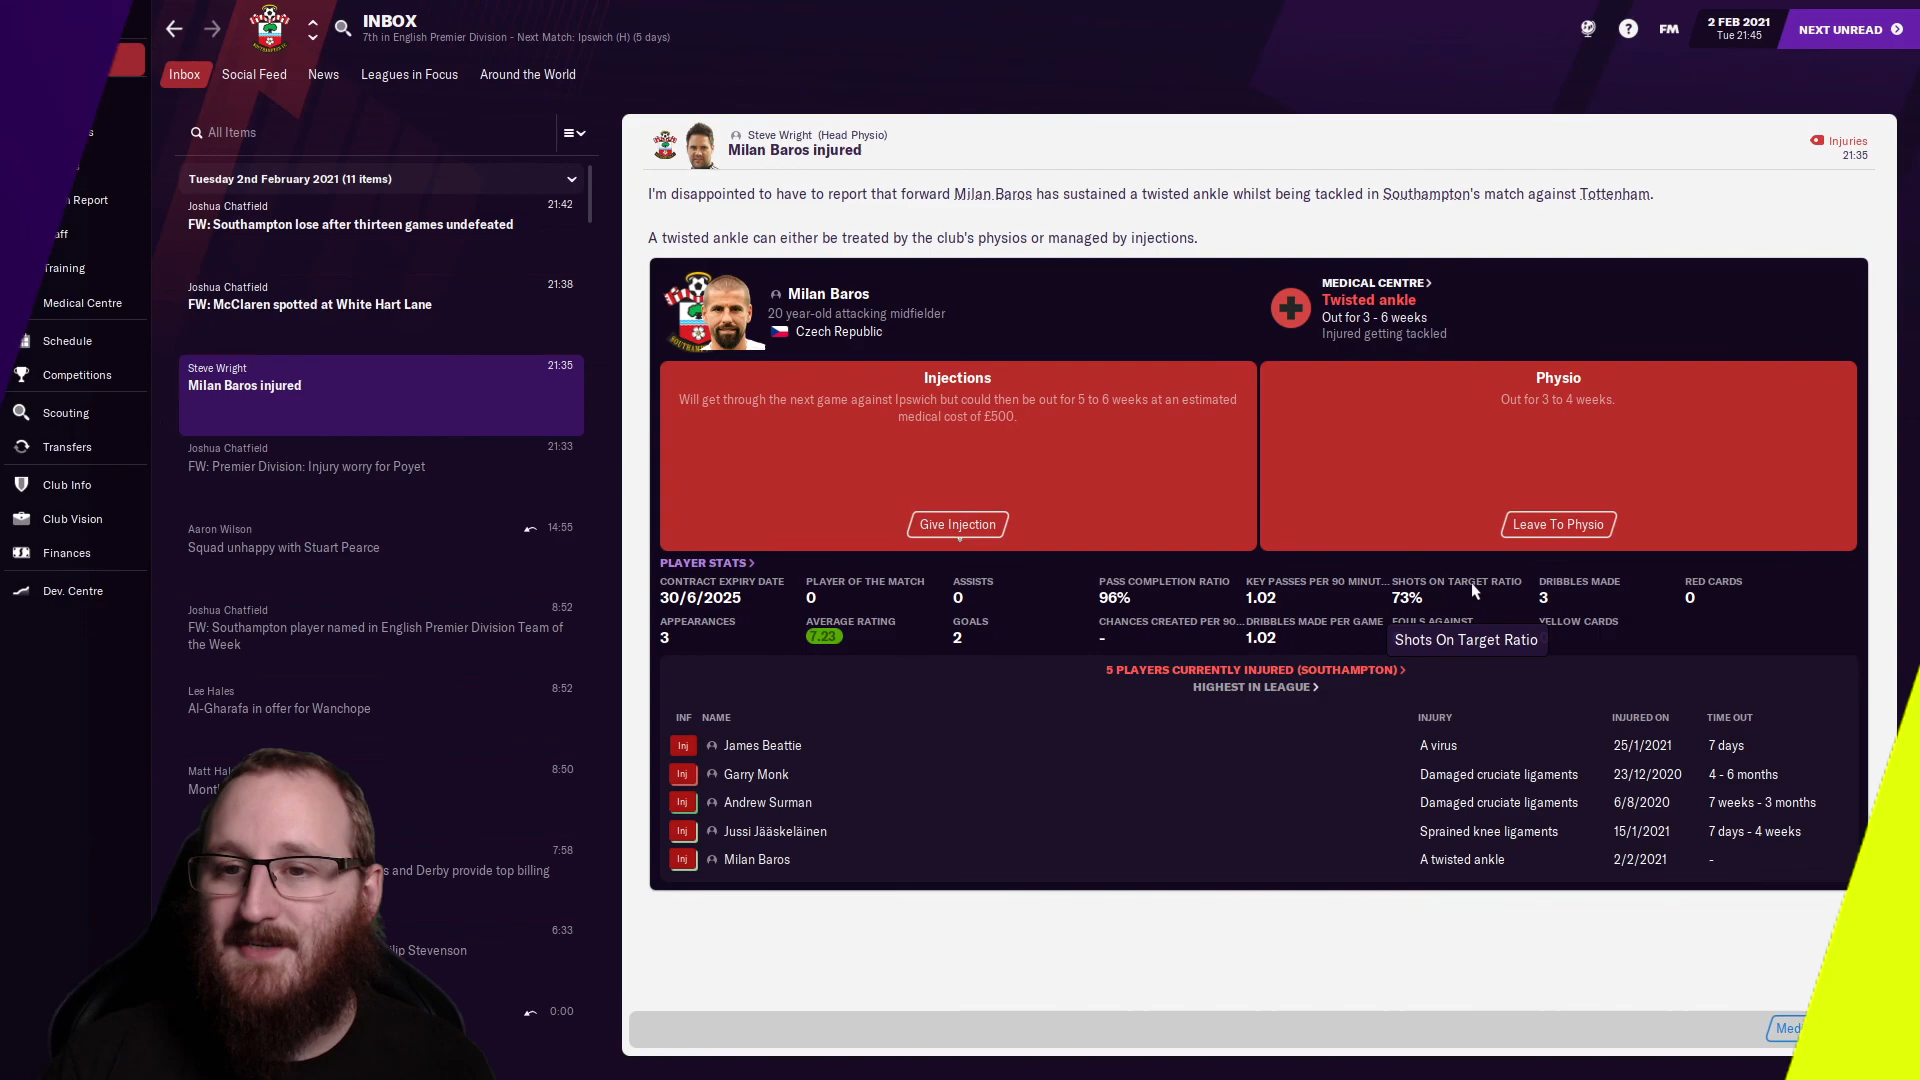 INBOX
7th in English Premier Division - Next Match: Ipswich (H) (5 days)
FM
2 FEB 2021
Tue 21:45
NEXT UNREAD
Inbox
Social Feed
News
Leagues in Focus
Around the World
Report
Training
Medical Centre
Schedule
Competitions
Scouting
Transfers
Club Info
Club Vision
Finances
Dev. Centre
All Items
Tuesday 2nd February 2021 (11 items)
Joshua Chatfield
21:42
FW: Southampton lose after thirteen games undefeated
Joshua Chatfield
21:38
FW: McClaren spotted at White Hart Lane
Steve Wright
21:35
Milan Baros injured
Joshua Chatfield
21:33
FW: Premier Division: Injury worry for Poyet
Aaron Wilson
14:55
Squad unhappy with Stuart Pearce
Joshua Chatfield
8:52
FW: Southampton player named in English Premier Division Team of
the Week
Lee Hales
8:52
Al-Gharafa in offer for Wanchope
Matt Hal
8:50
Mont'
7:58
s and Derby provide top billing
6:33
lip Stevenson
0:00
Steve Wright (Head Physio)
Milan Baros injured
Injuries
21:35
I'm disappointed to have to report that forward Milan Baros has sustained a twisted ankle whilst being tackled in Southampton's match against Tottenham.
A twisted ankle can either be treated by the club's physios or managed by injections.
Milan Baros
20 year-old attacking midfielder
Czech Republic
MEDICAL CENTRE
Twisted ankle
Out for 3 - 6 weeks
Injured getting tackled
Injections
Will get through the next game against Ipswich but could then be out for 5 to 6 weeks at an estimated
medical cost of £500.
Give Injection
Physio
Out for 3 to 4 weeks.
Leave To Physio
PLAYER STATS
CONTRACT EXPIRY DATE
PLAYER OF THE MATCH
ASSISTS
PASS COMPLETION RATIO
KEY PASSES PER 90 MINUT...
SHOTS ON TARGET RATIO
DRIBBLES MADE
RED CARDS
30/6/2025
0
0
96%
1.02
73%
3
0
APPEARANCES
AVERAGE RATING
GOALS
CHANCES CREATED PER 90...
DRIBBLES MADE PER GAME
FOULS AGAINST
YELLOW CARDS
3
7.23
2
-
1.02
Shots On Target Ratio
5 PLAYERS CURRENTLY INJURED (SOUTHAMPTON)
HIGHEST IN LEAGUE
INF
NAME
INJURY
INJURED ON
TIME OUT
Inj
James Beattie
A virus
25/1/2021
7 days
Inj
Garry Monk
Damaged cruciate ligaments
23/12/2020
4 - 6 months
Inj
Andrew Surman
Damaged cruciate ligaments
6/8/2020
7 weeks - 3 months
Inj
Jussi Jääskeläinen
Sprained knee ligaments
15/1/2021
7 days - 4 weeks
Inj
Milan Baros
A twisted ankle
2/2/2021
-
Med